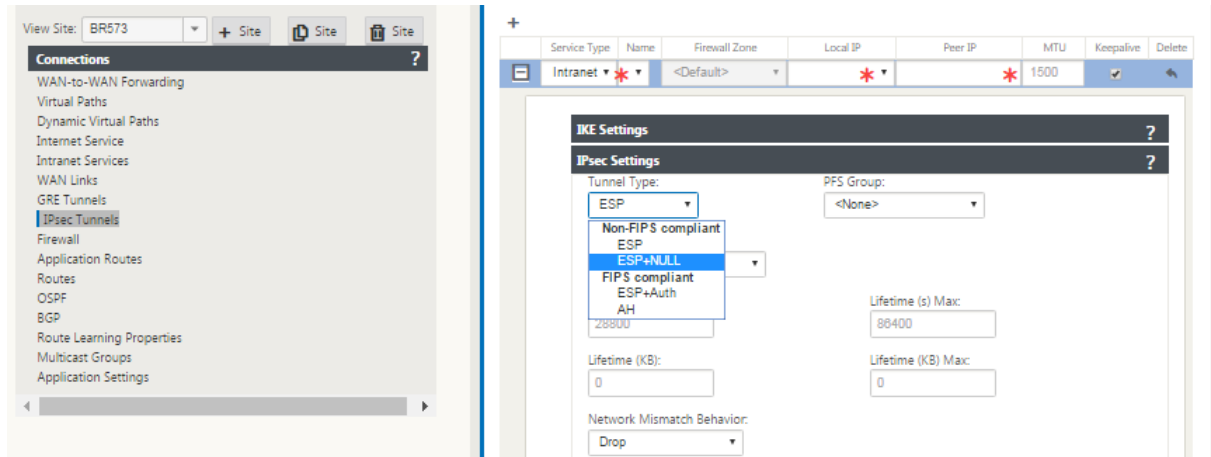 View Site: BR573 + Site Site Site
Connections ?
WAN-to-WAN Forwarding
Virtual Paths
Dynamic Virtual Paths
Internet Service
Intranet Services
WAN Links
GRE Tunnels
IPsec Tunnels
Firewall
Application Routes
Routes
OSPF
BGP
Route Learning Properties
Multicast Groups
Application Settings
+
Service Type Name Firewall Zone Local IP Peer IP MTU Keepalive Delete
Intranet * <Default> * * 1500
IKE Settings ?
IPsec Settings ?
Tunnel Type: PFS Group:
ESP <None>
Non-FIPS compliant
ESP
ESP+NULL
FIPS compliant
ESP+Auth
AH
Lifetime (s) Max:
28800 86400
Lifetime (KB): Lifetime (KB) Max:
0 0
Network Mismatch Behavior:
Drop